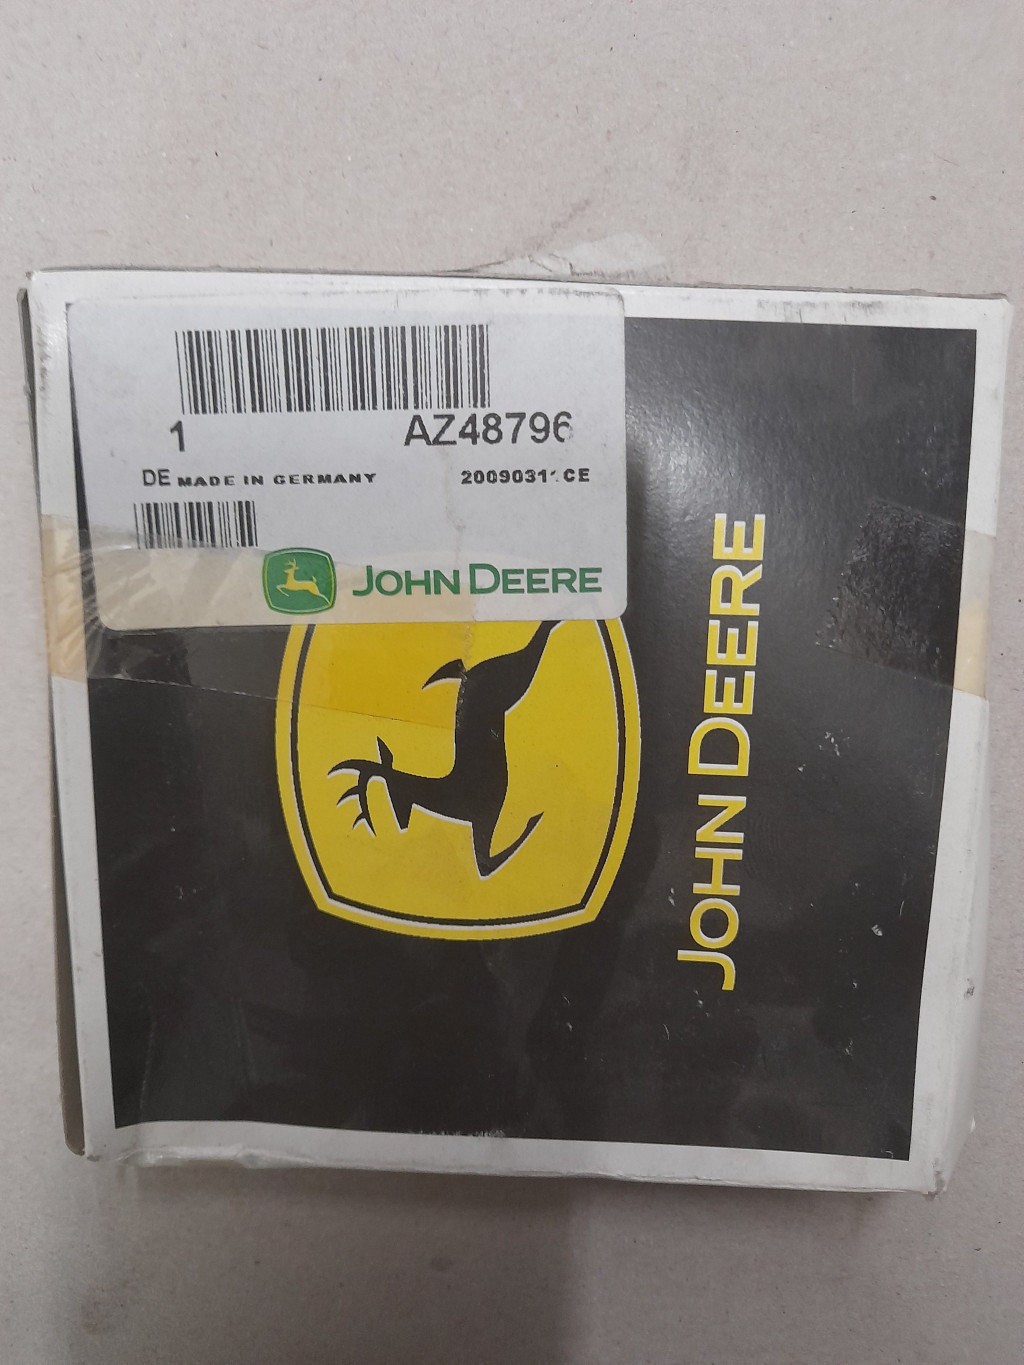 1 AZ48796
DE MADE IN GERMANY 20090311 CE
JOHN DEERE
JOHN DEERE